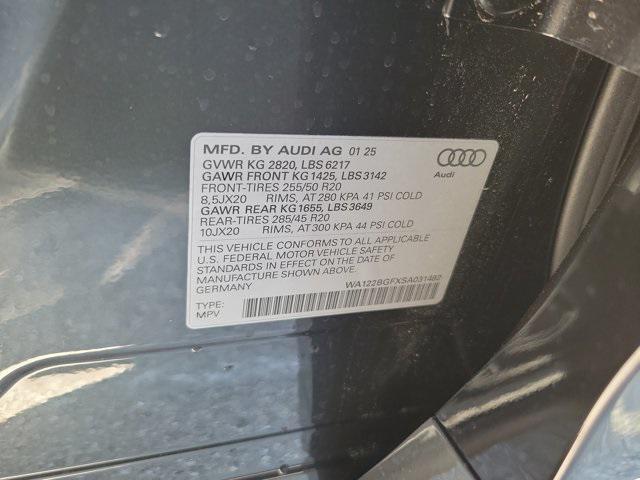 MFD. BY AUDI AG 01 25
GVWR KG 2820, LBS 6217
GAWR FRONT KG 1425, LBS 3142
FRONT-TIRES 255/50 R20
8,5JX20 RIMS, AT 280 KPA 41 PSI COLD
GAWR REAR KG 1655, LBS 3649
REAR-TIRES 285/45 R20
10JX20 RIMS, AT 300 KPA 44 PSI COLD
THIS VEHICLE CONFORMS TO ALL APPLICABLE
U.S. FEDERAL MOTOR VEHICLE SAFETY
STANDARDS IN EFFECT ON THE DATE OF
MANUFACTURE SHOWN ABOVE.
GERMANY
WA122BGFXSA031482
TYPE:
MPV
Audi